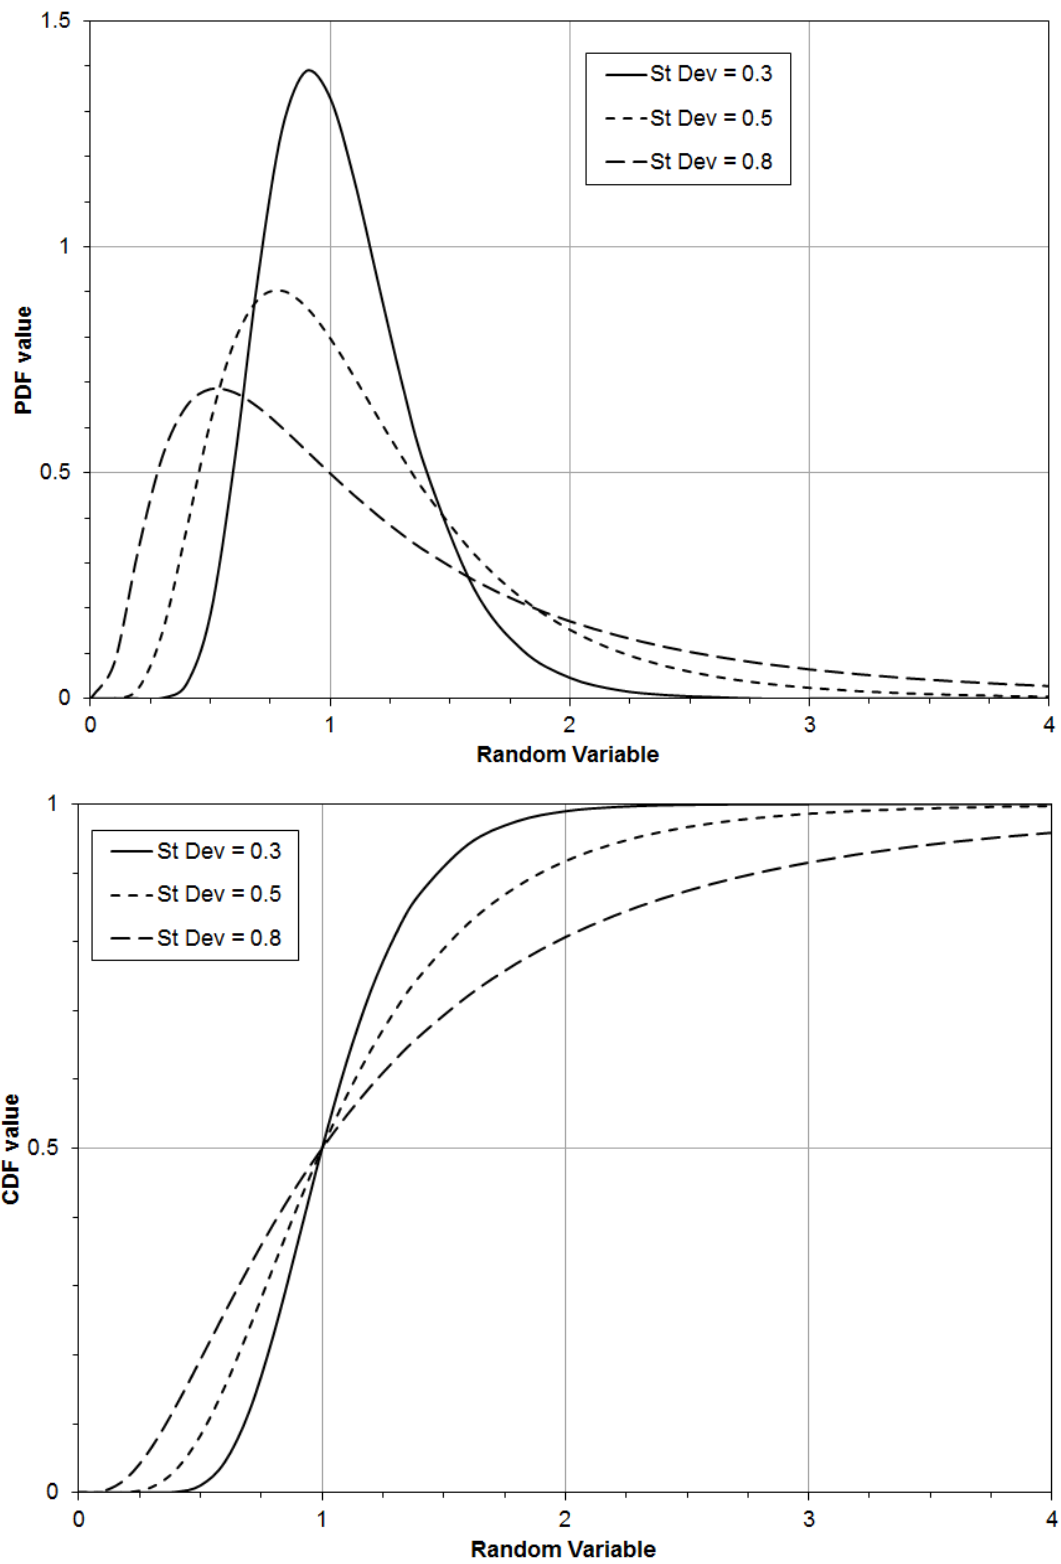 1.5
St Dev = 0.3
St Dev = 0.5
St Dev = 0.8
1
PDF value
0.5
0
0 1 2 3 4
Random Variable
1
St Dev = 0.3
St Dev = 0.5
St Dev = 0.8
CDF value
0.5
0
0 1 2 3 4
Random Variable